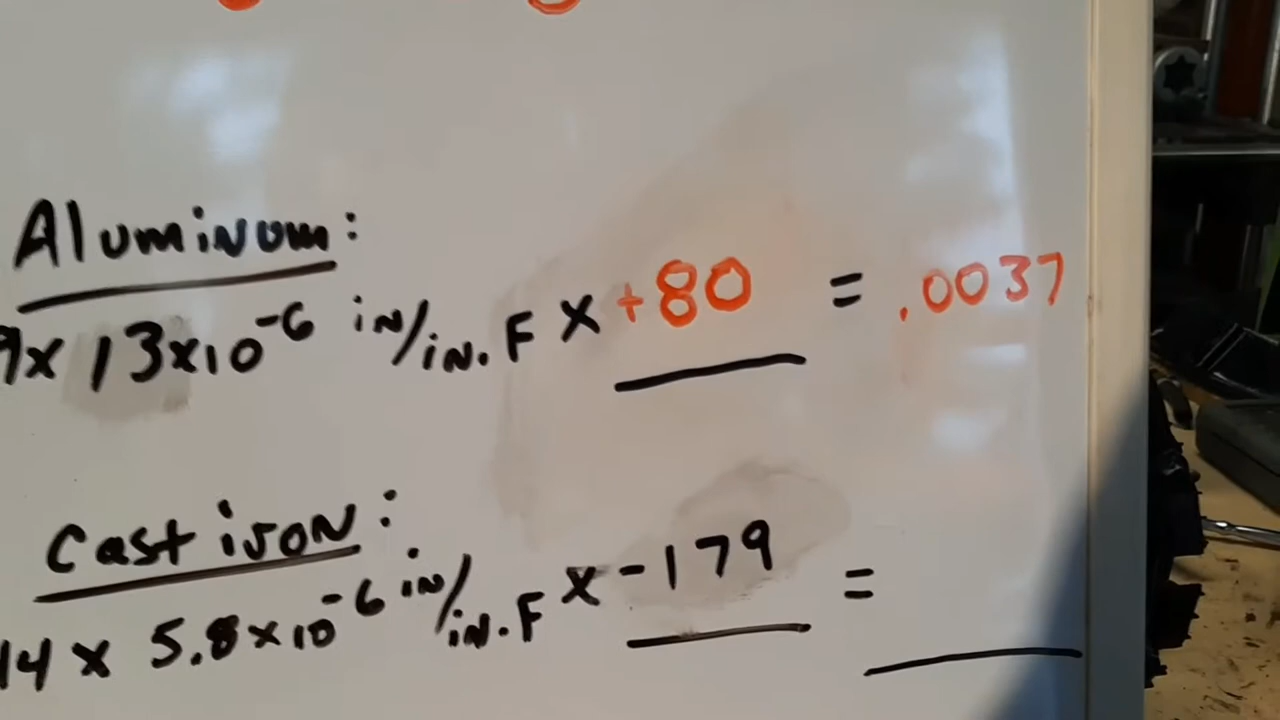 Aluminum:
9x 13x10⁻⁶ in/in.F x +80 = .0037
Cast iron:
14 x 5.8x10⁻⁶ in/in.F x -179 =